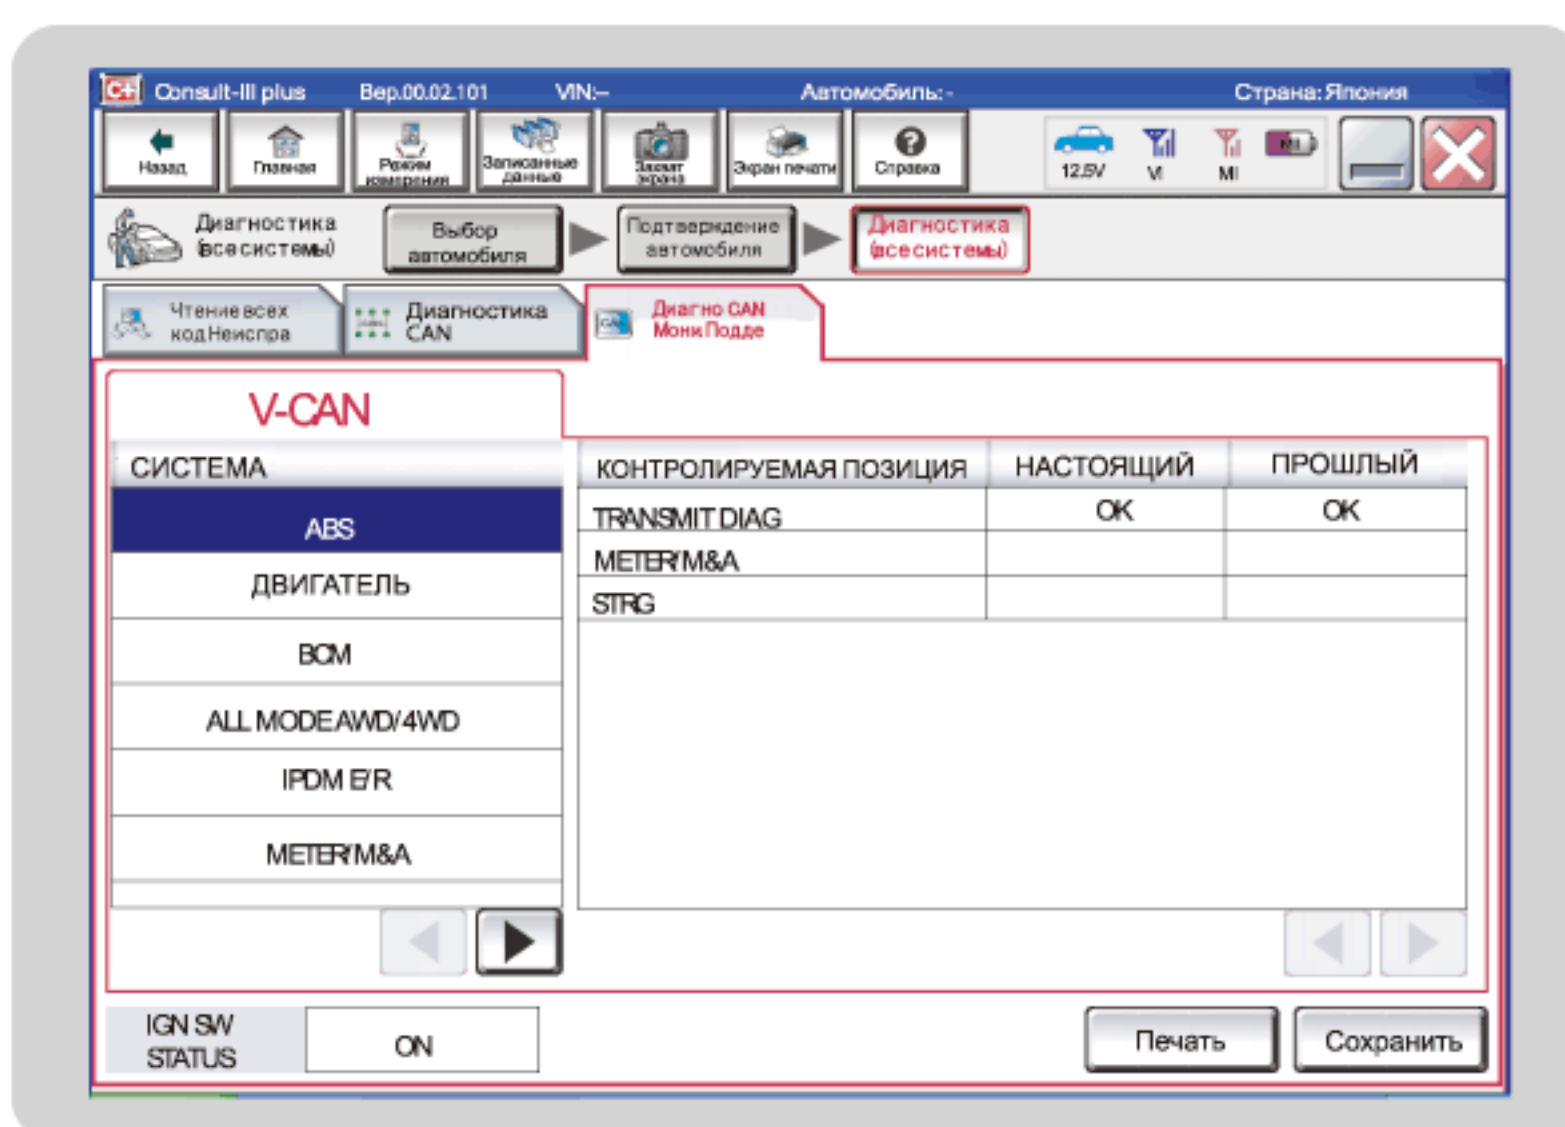 C+ Consult-III plus Вер.00.02.101 VIN:-- Автомобиль:- Страна:Япония
Назад
Главная
Режим
измерения
Записанные
данные
Захват
экрана
Экран печати
Справка
12.5V VI MI
Диагностика
(все системы)
Выбор
автомобиля
Подтверждение
автомобиля
Диагностика
(все системы)
Чтение всех
код Неиспра
Диагностика
CAN
Диагно CAN
Мони Подде
V-CAN
СИСТЕМА
ABS
ДВИГАТЕЛЬ
BCM
ALL MODE AWD/4WD
IPDM E/R
METER/M&A
КОНТРОЛИРУЕМАЯ ПОЗИЦИЯ НАСТОЯЩИЙ ПРОШЛЫЙ
TRANSMIT DIAG OK OK
METER/M&A
STRG
IGN SW
STATUS
ON
Печать
Сохранить